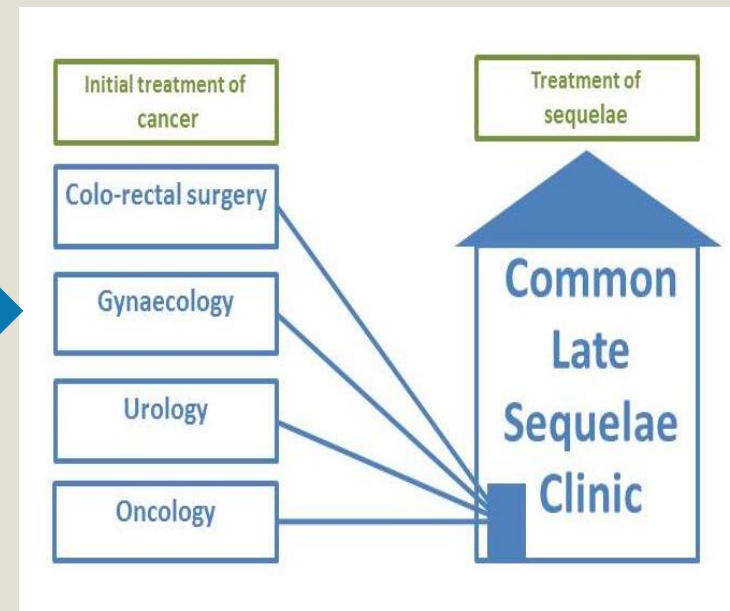 Initial treatment of
cancer
Colo-rectal surgery
Gynaecology
Urology
Oncology
Treatment of
sequelae
Common
Late
Sequelae
Clinic